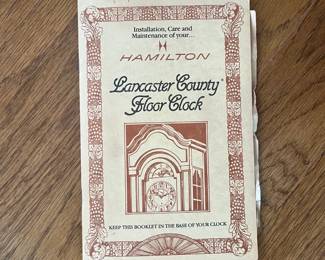 Installation, Care and
Maintenance of your...
HAMILTON
Lancaster County®
Floor Clock
KEEP THIS BOOKLET IN THE BASE OF YOUR CLOCK